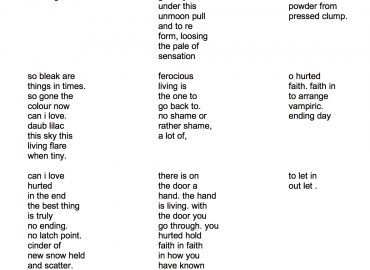 under this
unmoon pull
and to re
form, loosing
the pale of
sensation
powder from
pressed clump.
so bleak are
things in times.
so gone the
colour now
can i love.
daub lilac
this sky this
living flare
when tiny.
ferocious
living is
the one to
go back to.
no shame or
rather shame,
a lot of,
o hurted
faith. faith in
to arrange
vampiric.
ending day
can i love
hurted
in the end
the best thing
is truly
no ending.
no latch point.
cinder of
new snow held
and scatter.
there is on
the door a
hand. the hand
is living. with
the door you
go through. you
hurted hold
faith in faith
in how you
have known
to let in
out let .